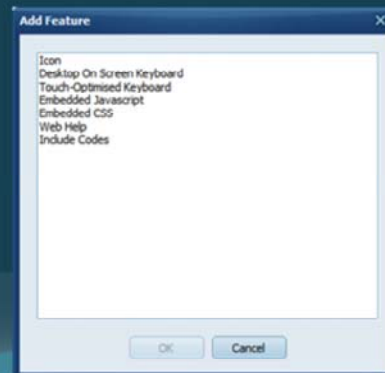 Add Feature
Icon
Desktop On Screen Keyboard
Touch-Optimised Keyboard
Embedded Javascript
Embedded CSS
Web Help
Include Codes
OK
Cancel